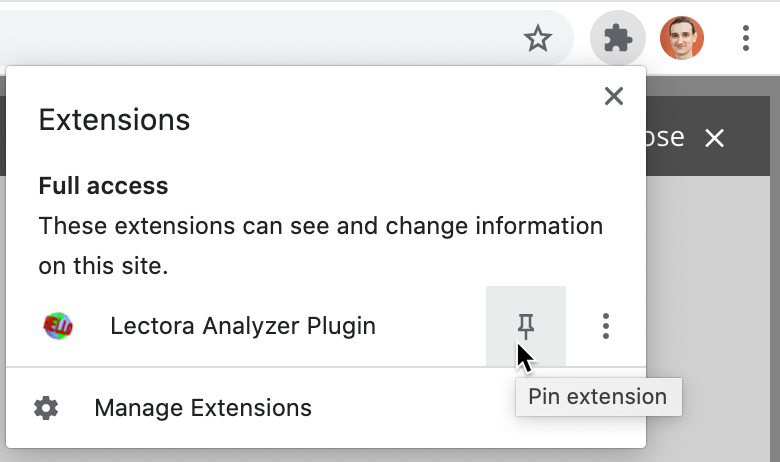 ose
Extensions
Full access
These extensions can see and change information
on this site.
HELLO
Lectora Analyzer Plugin
Pin extension
Manage Extensions